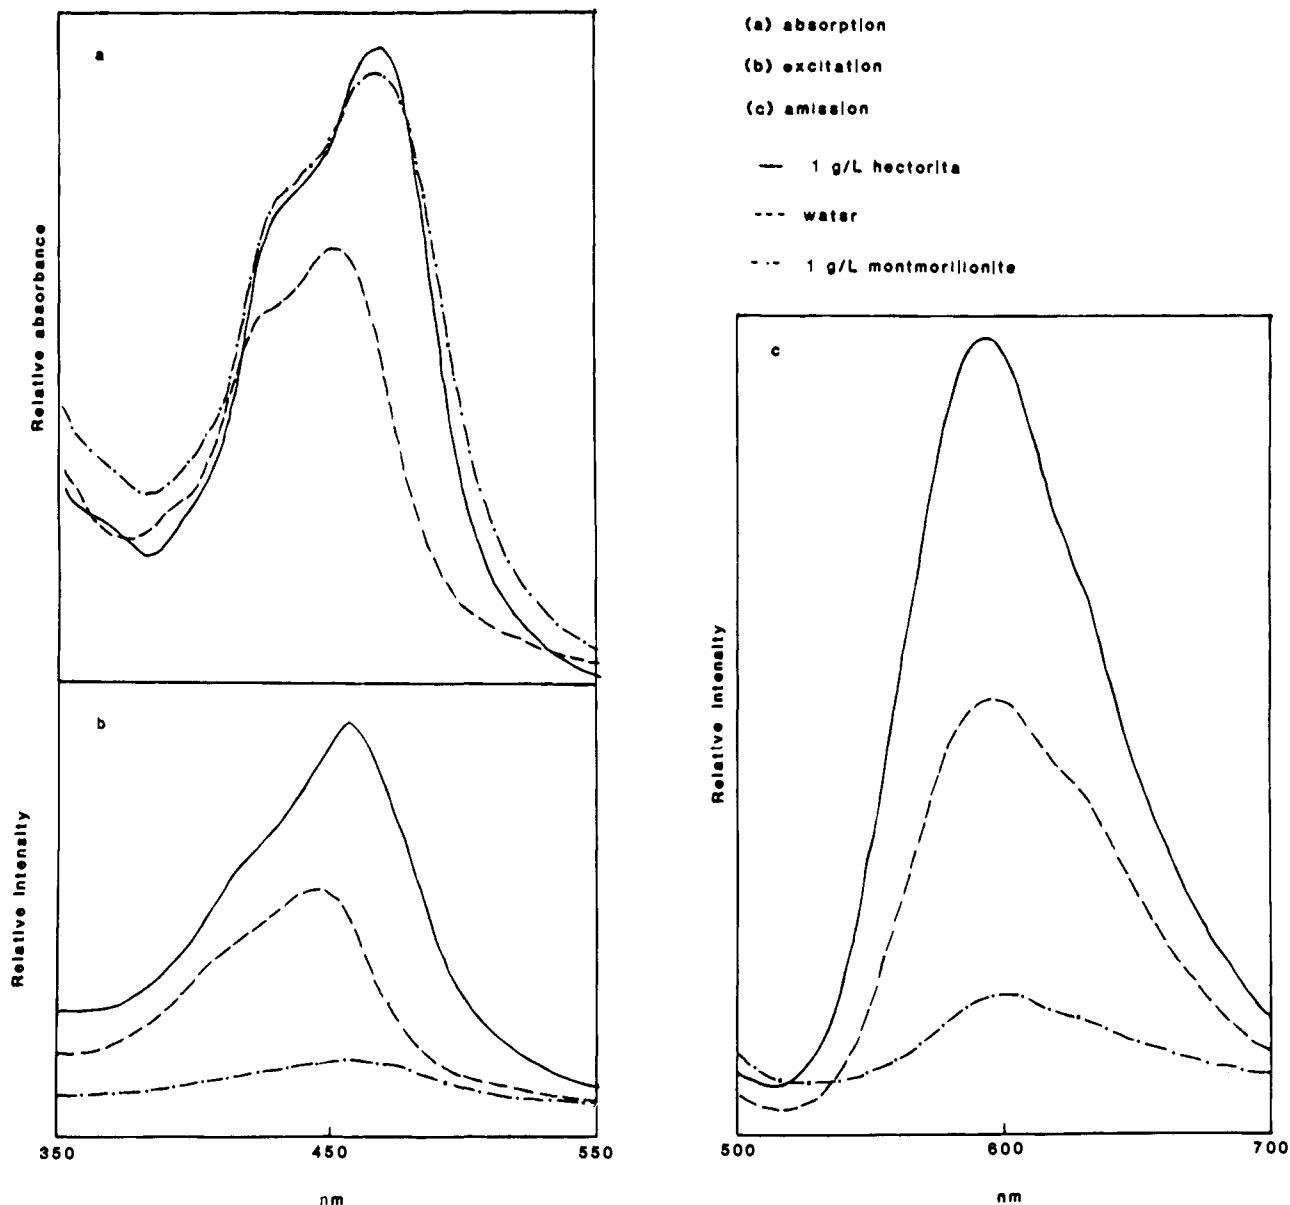 a
Relative absorbance
b
Relative Intensity
350
450
550
nm
(a) absorption
(b) excitation
(c) amission
— 1 g/L hectorita
--- water
-·- 1 g/L montmorillionite
c
Relative Intensity
500
600
700
nm